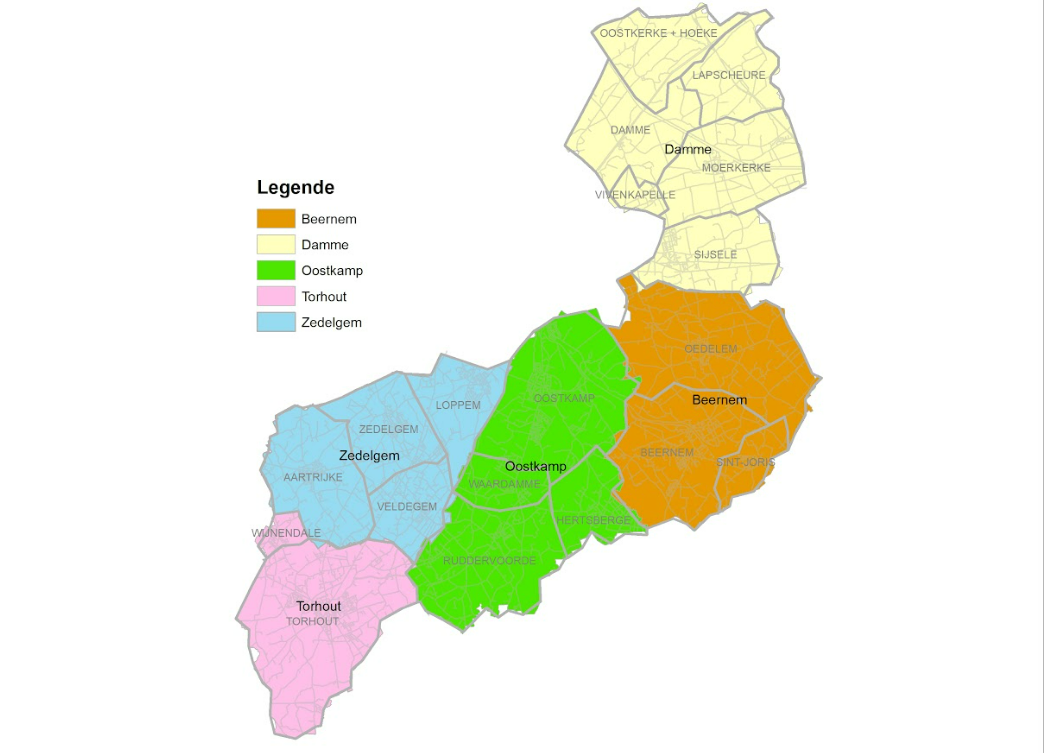 OOSTKERKE + HOEKE
LAPSCHEURE
DAMME
Damme
MOERKERKE
VIVENKAPELLE
SIJSELE
Legende
Beernem
Damme
Oostkamp
Torhout
Zedelgem
OEDELEM
Beernem
BEERNEM
SINT-JORIS
OOSTKAMP
Oostkamp
WAARDAMME
HERTSBERGE
RUDDERVOORDE
LOPPEM
ZEDELGEM
Zedelgem
AARTRIJKE
VELDEGEM
WIJNENDALE
Torhout
TORHOUT